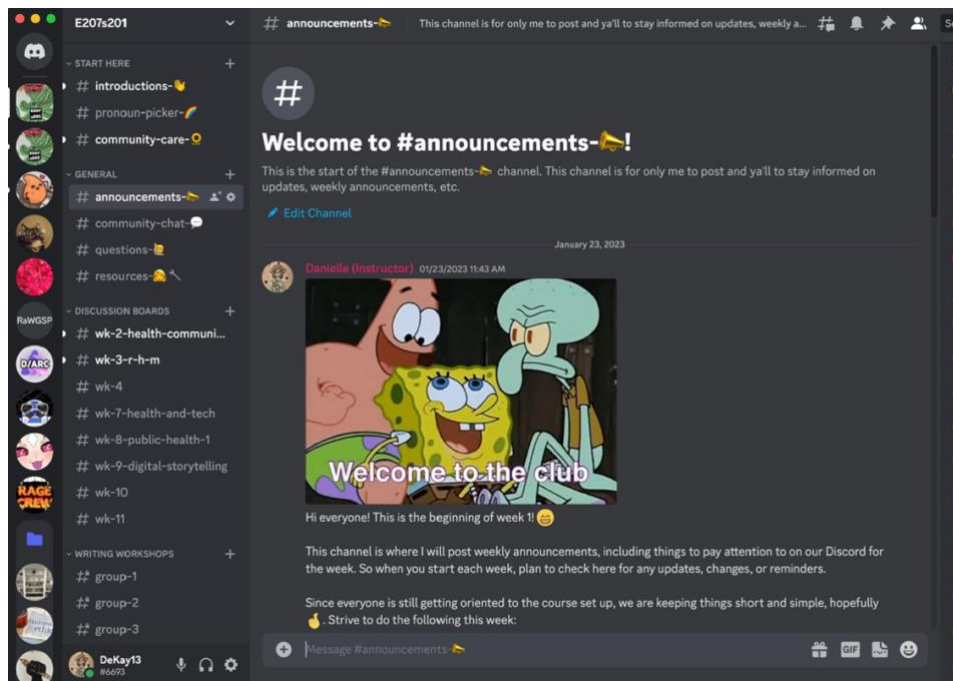 E207s201
announcements-
This channel is for only me to post and ya'll to stay informed on updates, weekly a...
START HERE
# introductions-
# pronoun-picker-
# community-care-
GENERAL
# announcements-
# community-chat-
# questions-
# resources-
DISCUSSION BOARDS
# wk-2-health-communi...
# wk-3-r-h-m
# wk-4
# wk-7-health-and-tech
# wk-8-public-health-1
# wk-9-digital-storytelling
# wk-10
# wk-11
WRITING WORKSHOPS
# group-1
# group-2
# group-3
DeKay13
#6693
RaWGSP
D/ARC
RAGE
CREW
Welcome to #announcements-!
This is the start of the #announcements- channel. This channel is for only me to post and ya'll to stay informed on
updates, weekly announcements, etc.
Edit Channel
January 23, 2023
Danielle (Instructor) 01/23/2023 11:43 AM
Welcome to the club
Hi everyone! This is the beginning of week 1!
This channel is where I will post weekly announcements, including things to pay attention to on our Discord for
the week. So when you start each week, plan to check here for any updates, changes, or reminders.
Since everyone is still getting oriented to the course set up, we are keeping things short and simple, hopefully
. Strive to do the following this week:
Message #announcements-
GIF